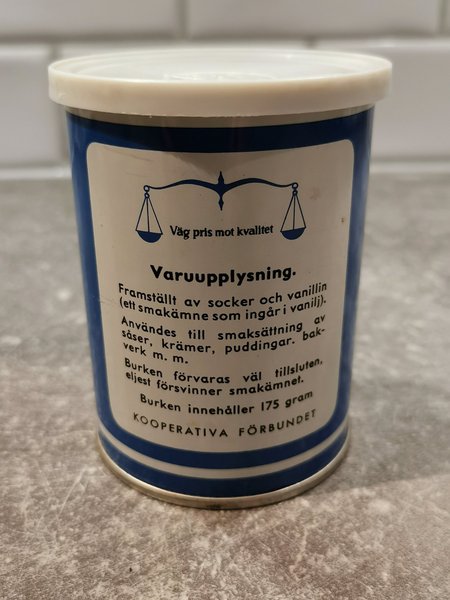 Väg pris mot kvalitet
Varuupplysning.
Framställt av socker och vanillin
(ett smakämne som ingår i vanilj).
Användes till smaksättning av
såser, krämer, puddingar. bak-
verk m. m.
Burken förvaras väl tillsluten,
eljest försvinner smakämnet.
Burken innehåller 175 gram
KOOPERATIVA FÖRBUNDET